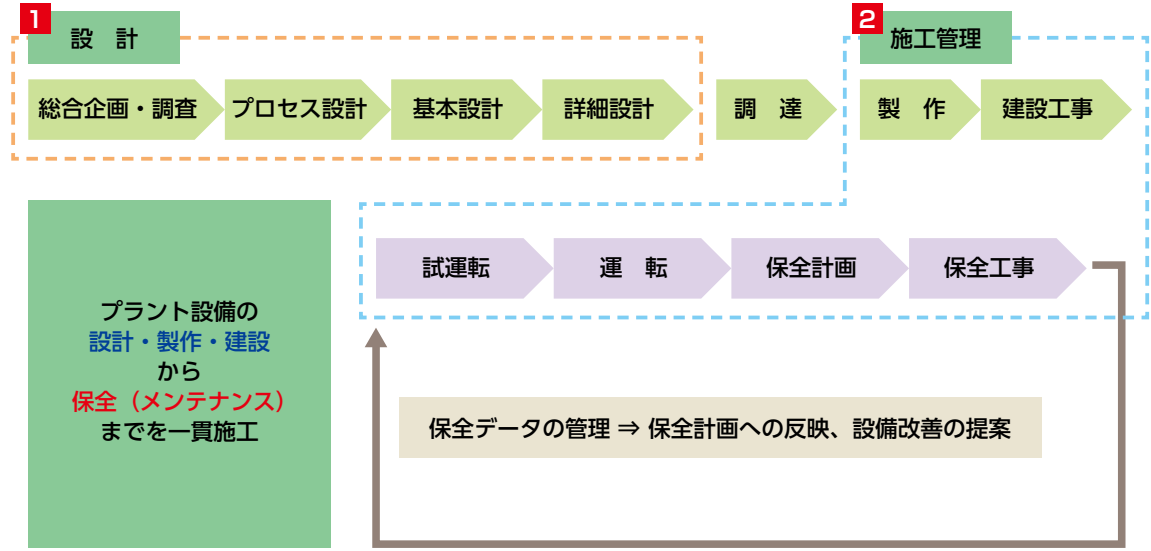 1
設　計
2
施工管理
総合企画・調査
プロセス設計
基本設計
詳細設計
調　達
製　作
建設工事
試運転
運　転
保全計画
保全工事
プラント設備の
設計・製作・建設
から
保全（メンテナンス）
までを一貫施工
保全データの管理 ⇒ 保全計画への反映、設備改善の提案